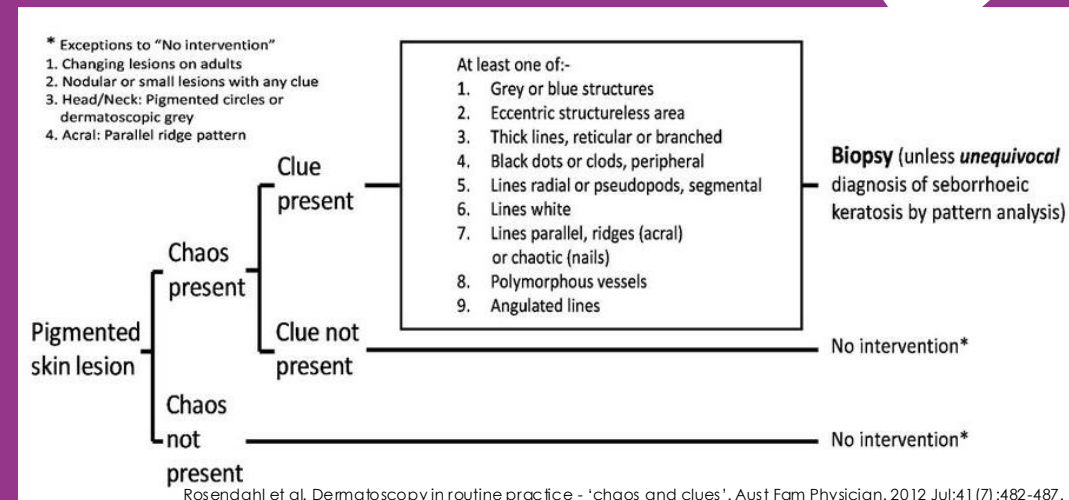 * Exceptions to “No intervention”
1. Changing lesions on adults
2. Nodular or small lesions with any clue
3. Head/Neck: Pigmented circles or
dermatoscopic grey
4. Acral: Parallel ridge pattern
Pigmented
skin lesion
Chaos
present
Clue
present
At least one of:-
1. Grey or blue structures
2. Eccentric structureless area
3. Thick lines, reticular or branched
4. Black dots or clods, peripheral
5. Lines radial or pseudopods, segmental
6. Lines white
7. Lines parallel, ridges (acral)
or chaotic (nails)
8. Polymorphous vessels
9. Angulated lines
Biopsy (unless unequivocal
diagnosis of seborrhoeic
keratosis by pattern analysis)
Clue not
present
No intervention*
Chaos
not
present
No intervention*
Rosendahl et al. Dermatoscopy in routine practice - ‘chaos and clues’. Aust Fam Physician. 2012 Jul;41(7):482-487.